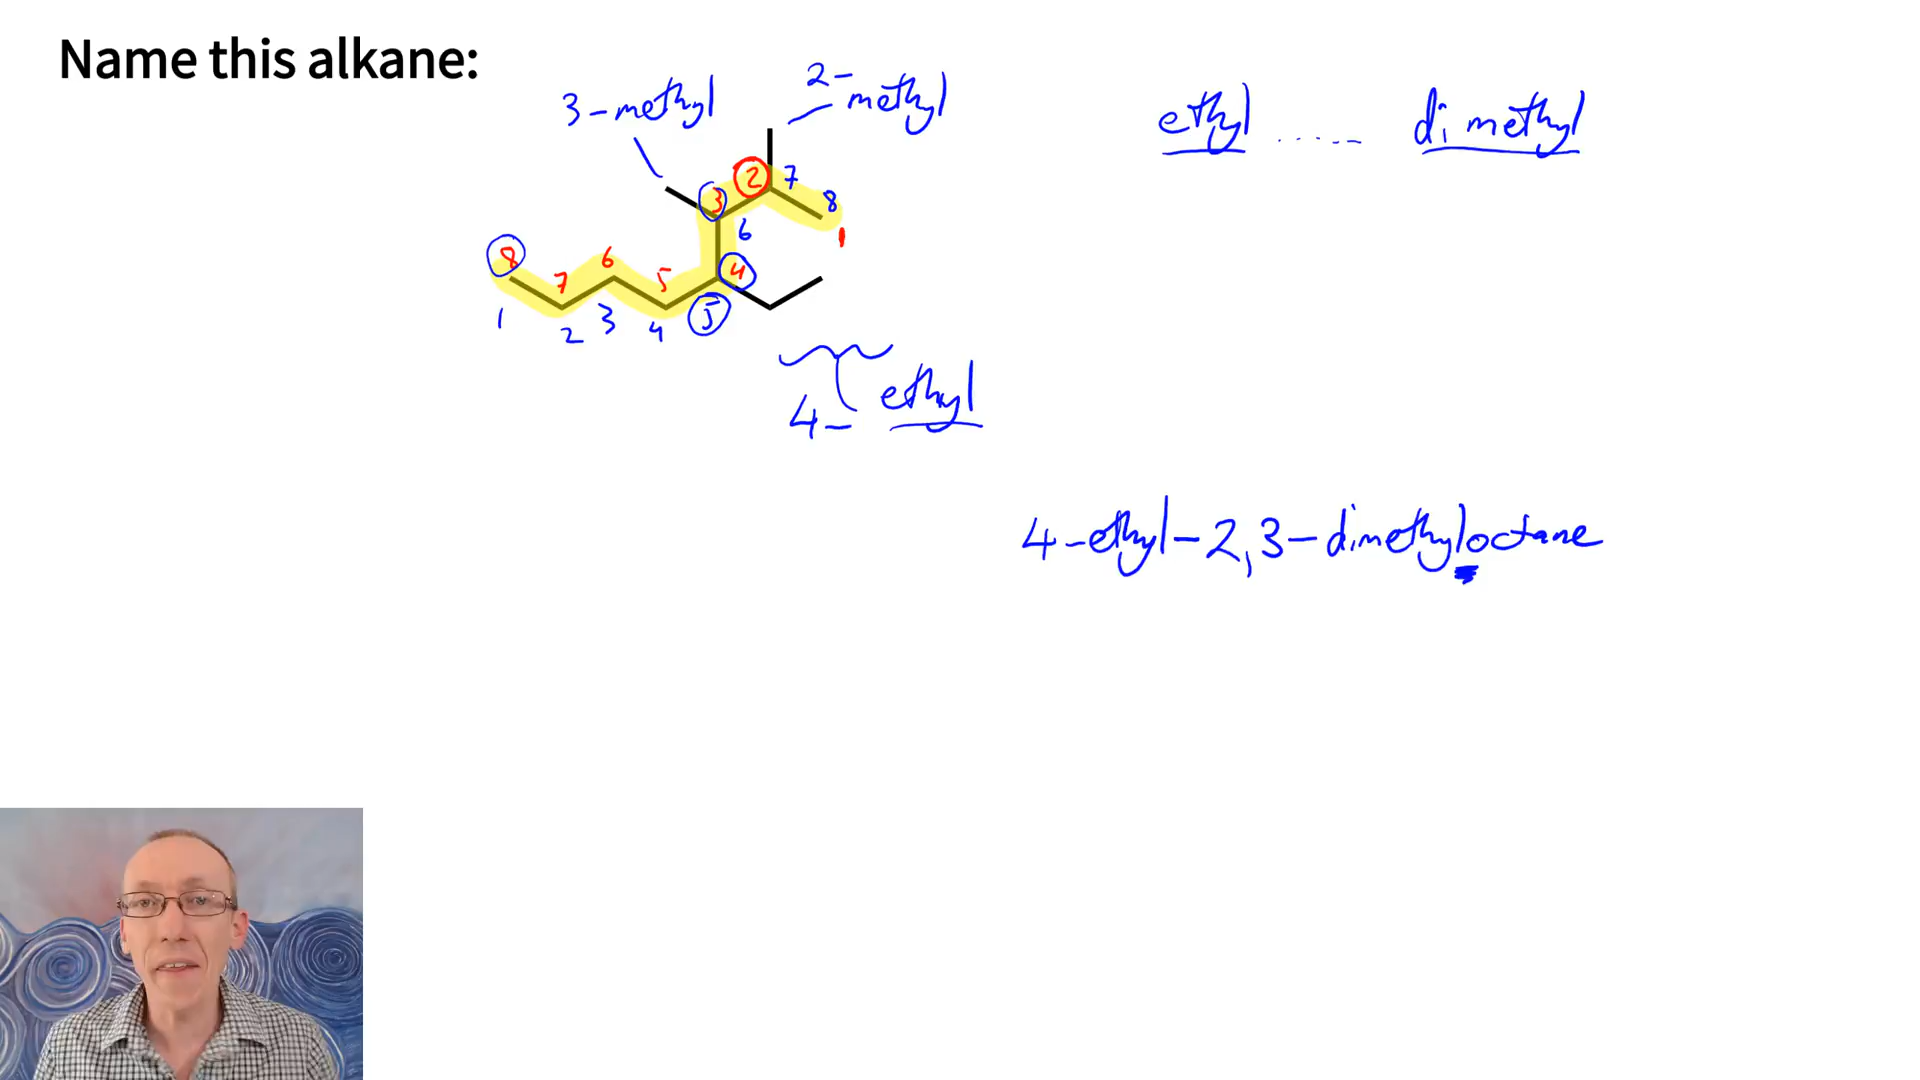 Name this alkane:
3-methyl
2-methyl
ethyl ..... dimethyl
2 7
3 8
6 1
8 7 6 5 4
1 2 3 4 5
4-ethyl
4-ethyl-2,3-dimethyloctane